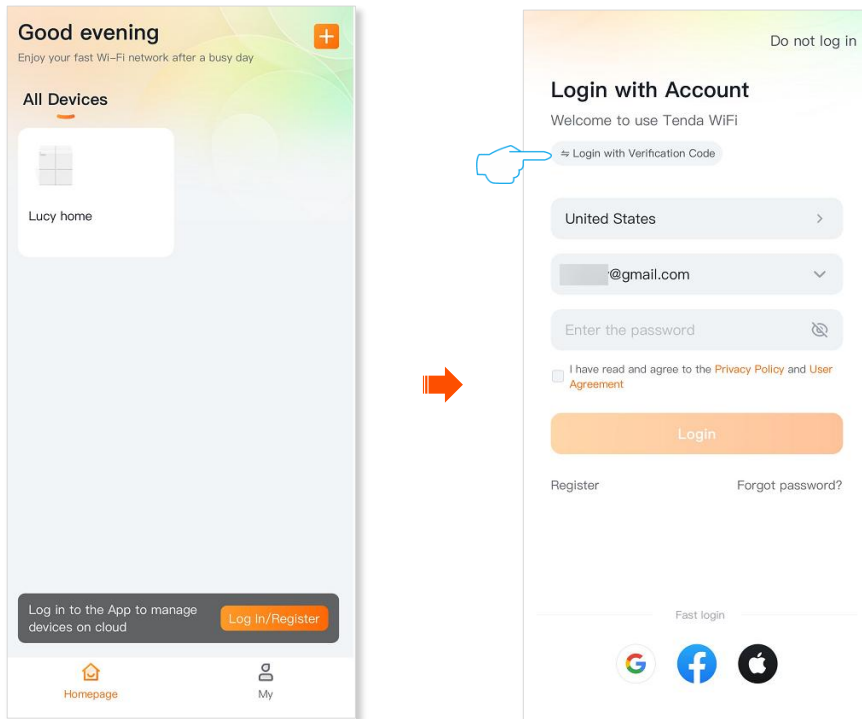 Good evening
Enjoy your fast Wi-Fi network after a busy day
All Devices
Lucy home
Log in to the App to manage
devices on cloud
Log In/Register
Homepage
My
Do not log in
Login with Account
Welcome to use Tenda WiFi
⇋ Login with Verification Code
United States
@gmail.com
Enter the password
I have read and agree to the Privacy Policy and User
Agreement
Login
Register
Forgot password?
Fast login